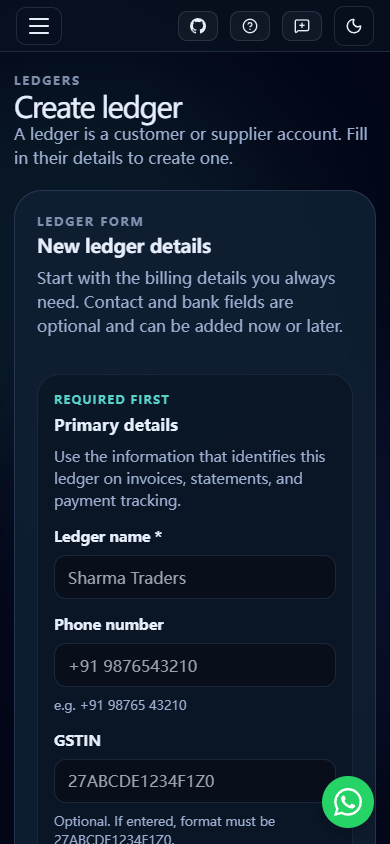 LEDGERS
Create ledger
A ledger is a customer or supplier account. Fill
in their details to create one.
LEDGER FORM
New ledger details
Start with the billing details you always
need. Contact and bank fields are
optional and can be added now or later.
REQUIRED FIRST
Primary details
Use the information that identifies this
ledger on invoices, statements, and
payment tracking.
Ledger name *
Sharma Traders
Phone number
+91 9876543210
e.g. +91 98765 43210
GSTIN
27ABCDE1234F1Z0
Optional. If entered, format must be
27ABCDE1234F1Z0.